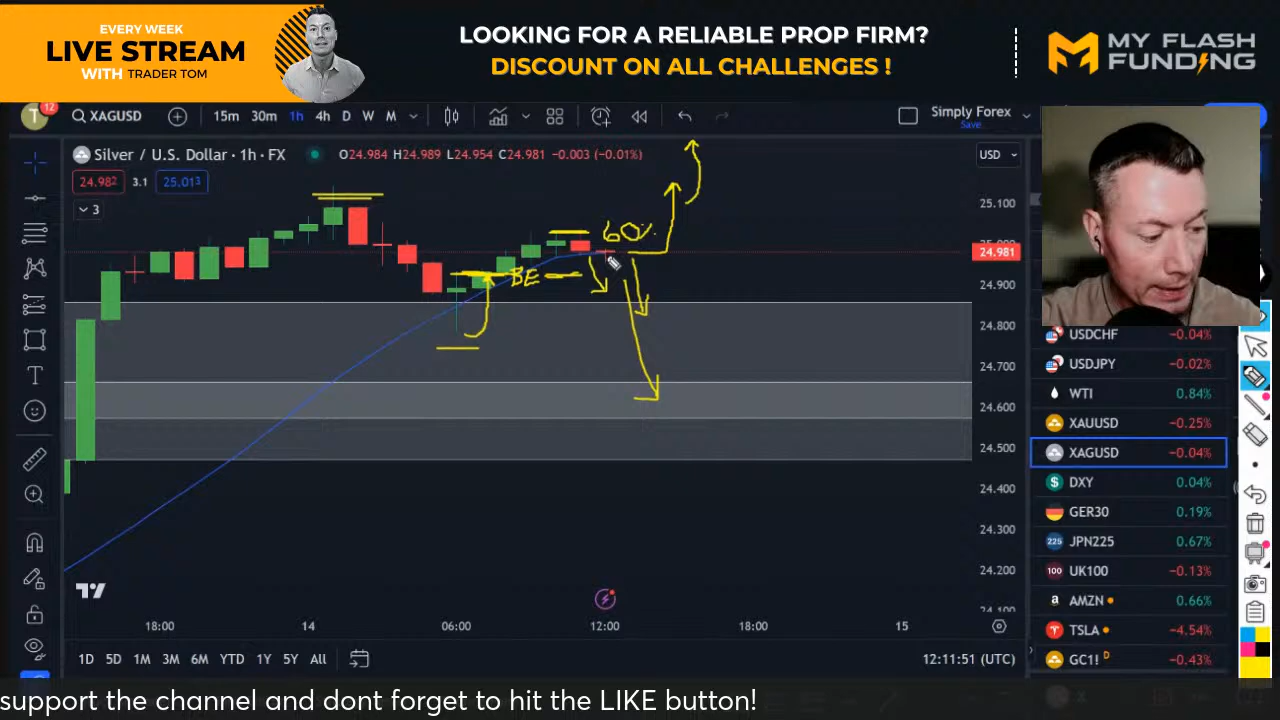 EVERY WEEK
LIVE STREAM
WITH TRADER TOM
LOOKING FOR A RELIABLE PROP FIRM?
DISCOUNT ON ALL CHALLENGES !
MY FLASH
FUNDING
T
12
XAGUSD
15m 30m 1h 4h D W M
Simply Forex
Save
Silver / U.S. Dollar · 1h · FX
O24.984 H24.989 L24.954 C24.981 -0.003 (-0.01%)
USD
24.982 3.1 25.013
3
60%
BE
25.100
24.981
24.900
24.800
24.700
24.600
24.500
24.400
24.300
24.200
24.100
USDCHF -0.04%
USDJPY -0.02%
WTI 0.84%
XAUUSD -0.25%
XAGUSD -0.04%
DXY 0.04%
GER30 0.19%
225 JPN225 0.67%
100 UK100 -0.13%
a AMZN 0.66%
TSLA -4.54%
GC1! D -0.43%
T
18:00 14 06:00 12:00 18:00 15
1D 5D 1M 3M 6M YTD 1Y 5Y All
12:11:51 (UTC)
support the channel and dont forget to hit the LIKE button!